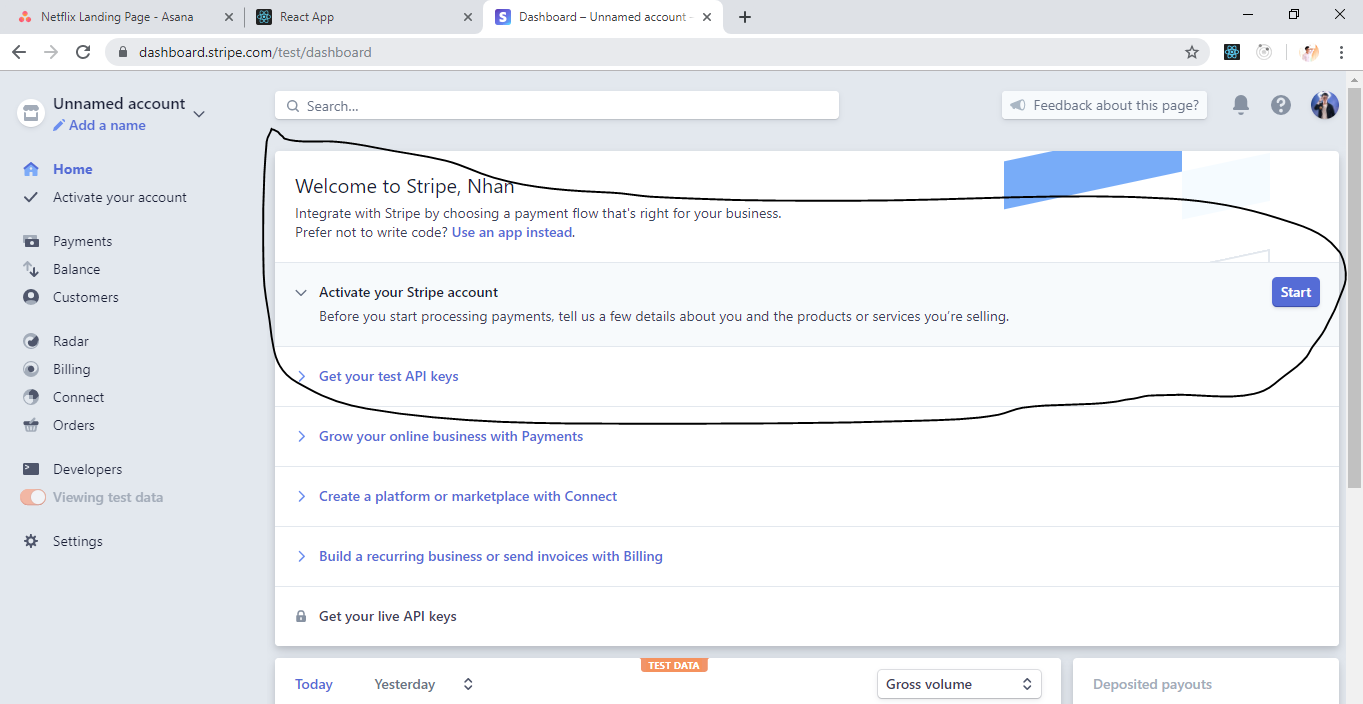 Netflix Landing Page - Asana
React App
Dashboard – Unnamed account -
dashboard.stripe.com/test/dashboard
Unnamed account
Add a name
Search...
Feedback about this page?
Home
Activate your account
Payments
Balance
Customers
Radar
Billing
Connect
Orders
Developers
Viewing test data
Settings
Welcome to Stripe, Nhan
Integrate with Stripe by choosing a payment flow that's right for your business.
Prefer not to write code? Use an app instead.
Activate your Stripe account
Start
Before you start processing payments, tell us a few details about you and the products or services you’re selling.
Get your test API keys
Grow your online business with Payments
Create a platform or marketplace with Connect
Build a recurring business or send invoices with Billing
Get your live API keys
TEST DATA
Today
Yesterday
Gross volume
Deposited payouts